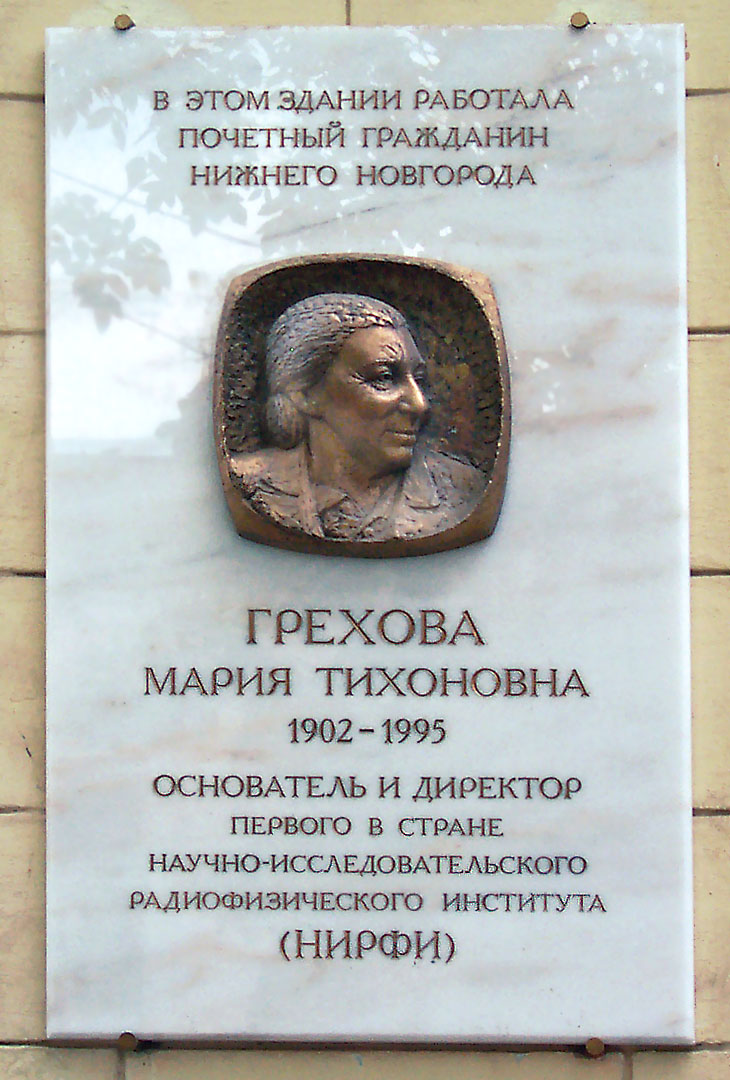 В ЭТОМ ЗДАНИИ РАБОТАЛА
ПОЧЕТНЫЙ ГРАЖДАНИН
НИЖНЕГО НОВГОРОДА
ГРЕХОВА
МАРИЯ ТИХОНОВНА
1902-1995
ОСНОВАТЕЛЬ И ДИРЕКТОР
ПЕРВОГО В СТРАНЕ
НАУЧНО-ИССЛЕДОВАТЕЛЬСКОГО
РАДИОФИЗИЧЕСКОГО ИНСТИТУТА
(НИРФИ)